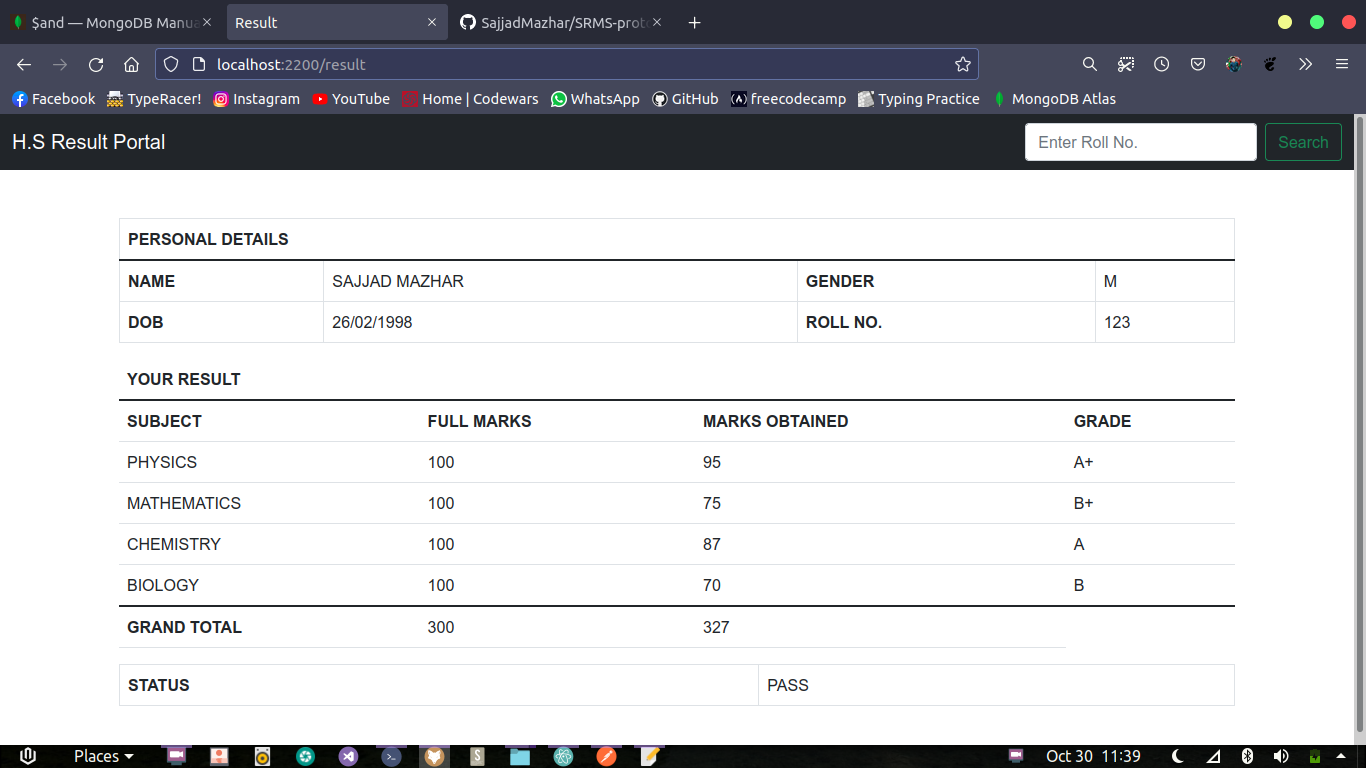 $and — MongoDB Manua
Result
SajjadMazhar/SRMS-proto
localhost:2200/result
Facebook TypeRacer! Instagram YouTube Home | Codewars WhatsApp GitHub freecodecamp Typing Practice MongoDB Atlas
H.S Result Portal Enter Roll No. Search
PERSONAL DETAILS
NAME SAJJAD MAZHAR GENDER M
DOB 26/02/1998 ROLL NO. 123
YOUR RESULT
SUBJECT FULL MARKS MARKS OBTAINED GRADE
PHYSICS 100 95 A+
MATHEMATICS 100 75 B+
CHEMISTRY 100 87 A
BIOLOGY 100 70 B
GRAND TOTAL 300 327
STATUS PASS
Places Oct 30 11:39